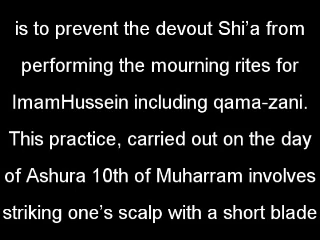 is to prevent the devout Shi’a from
performing the mourning rites for
ImamHussein including qama-zani.
This practice, carried out on the day
of Ashura 10th of Muharram involves
striking one’s scalp with a short blade